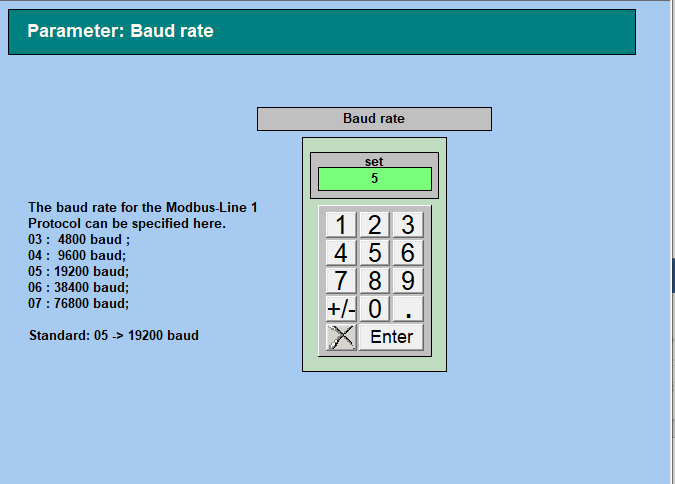 Parameter: Baud rate
Baud rate
set
5
The baud rate for the Modbus-Line 1
Protocol can be specified here.
03 : 4800 baud ;
04 : 9600 baud;
05 : 19200 baud;
06 : 38400 baud;
07 : 76800 baud;
Standard: 05 -> 19200 baud
1 2 3
4 5 6
7 8 9
+/- 0 .
X Enter